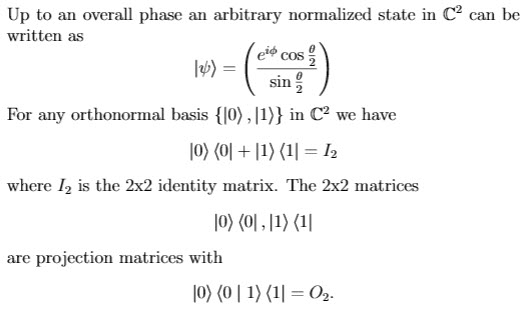 Up to an overall phase an arbitrary normalized state in ℂ² can be
written as
|ψ⟩ = ( e^{iϕ} cos θ/2 / sin θ/2 )
For any orthonormal basis {|0⟩ , |1⟩} in ℂ² we have
|0⟩ ⟨0| + |1⟩ ⟨1| = I₂
where I₂ is the 2x2 identity matrix. The 2x2 matrices
|0⟩ ⟨0| , |1⟩ ⟨1|
are projection matrices with
|0⟩ ⟨0 | 1⟩ ⟨1| = O₂.